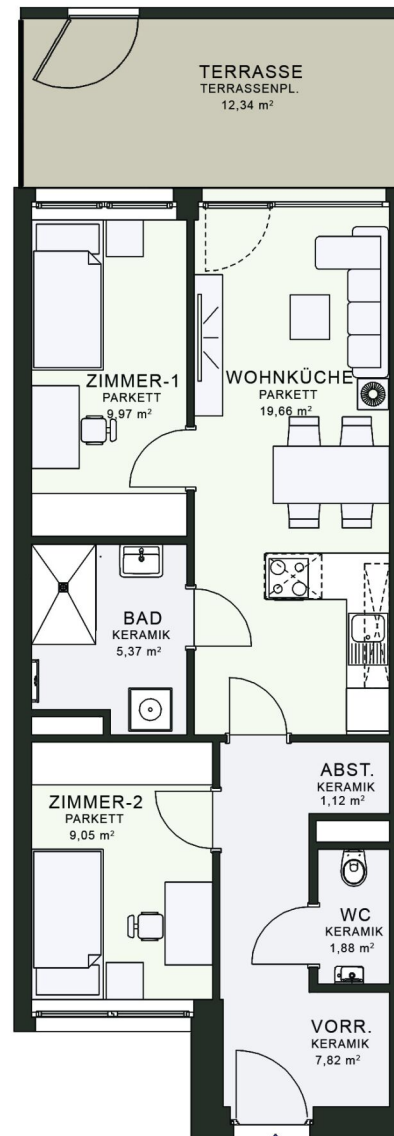 TERRASSE
TERRASSENPL.
12,34 m²
ZIMMER-1
PARKETT
9,97 m²
WOHNKÜCHE
PARKETT
19,66 m²
BAD
KERAMIK
5,37 m²
ZIMMER-2
PARKETT
9,05 m²
ABST.
KERAMIK
1,12 m²
WC
KERAMIK
1,88 m²
VORR.
KERAMIK
7,82 m²